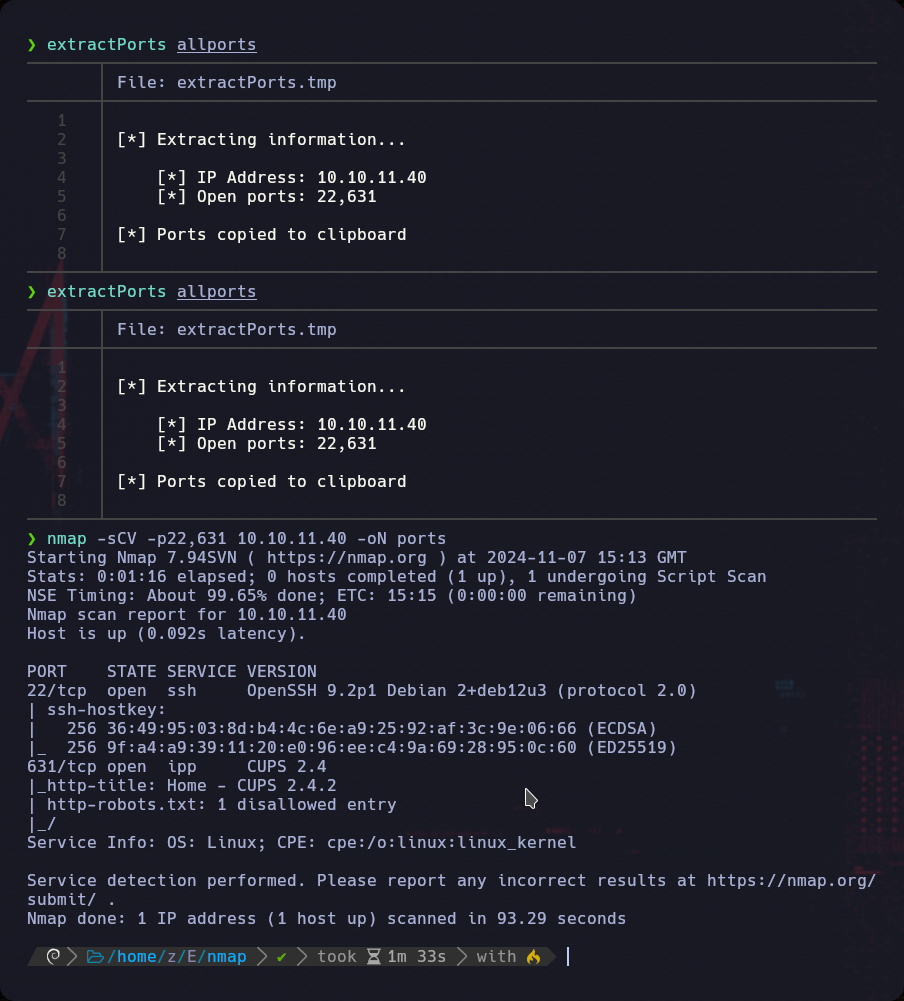 ❯ extractPorts allports
File: extractPorts.tmp
1
2 [*] Extracting information...
3
4 [*] IP Address: 10.10.11.40
5 [*] Open ports: 22,631
6
7 [*] Ports copied to clipboard
8
❯ extractPorts allports
File: extractPorts.tmp
1
2 [*] Extracting information...
3
4 [*] IP Address: 10.10.11.40
5 [*] Open ports: 22,631
6
7 [*] Ports copied to clipboard
8
❯ nmap -sCV -p22,631 10.10.11.40 -oN ports
Starting Nmap 7.94SVN ( https://nmap.org ) at 2024-11-07 15:13 GMT
Stats: 0:01:16 elapsed; 0 hosts completed (1 up), 1 undergoing Script Scan
NSE Timing: About 99.65% done; ETC: 15:15 (0:00:00 remaining)
Nmap scan report for 10.10.11.40
Host is up (0.092s latency).
PORT    STATE SERVICE VERSION
22/tcp  open  ssh     OpenSSH 9.2p1 Debian 2+deb12u3 (protocol 2.0)
| ssh-hostkey:
|   256 36:49:95:03:8d:b4:4c:6e:a9:25:92:af:3c:9e:06:66 (ECDSA)
|_  256 9f:a4:a9:39:11:20:e0:96:ee:c4:9a:69:28:95:0c:60 (ED25519)
631/tcp open  ipp     CUPS 2.4
|_http-title: Home - CUPS 2.4.2
| http-robots.txt: 1 disallowed entry
|_/
Service Info: OS: Linux; CPE: cpe:/o:linux:linux_kernel
Service detection performed. Please report any incorrect results at https://nmap.org/
submit/ .
Nmap done: 1 IP address (1 host up) scanned in 93.29 seconds
/home/z/E/nmap ✔ took 1m 33s with